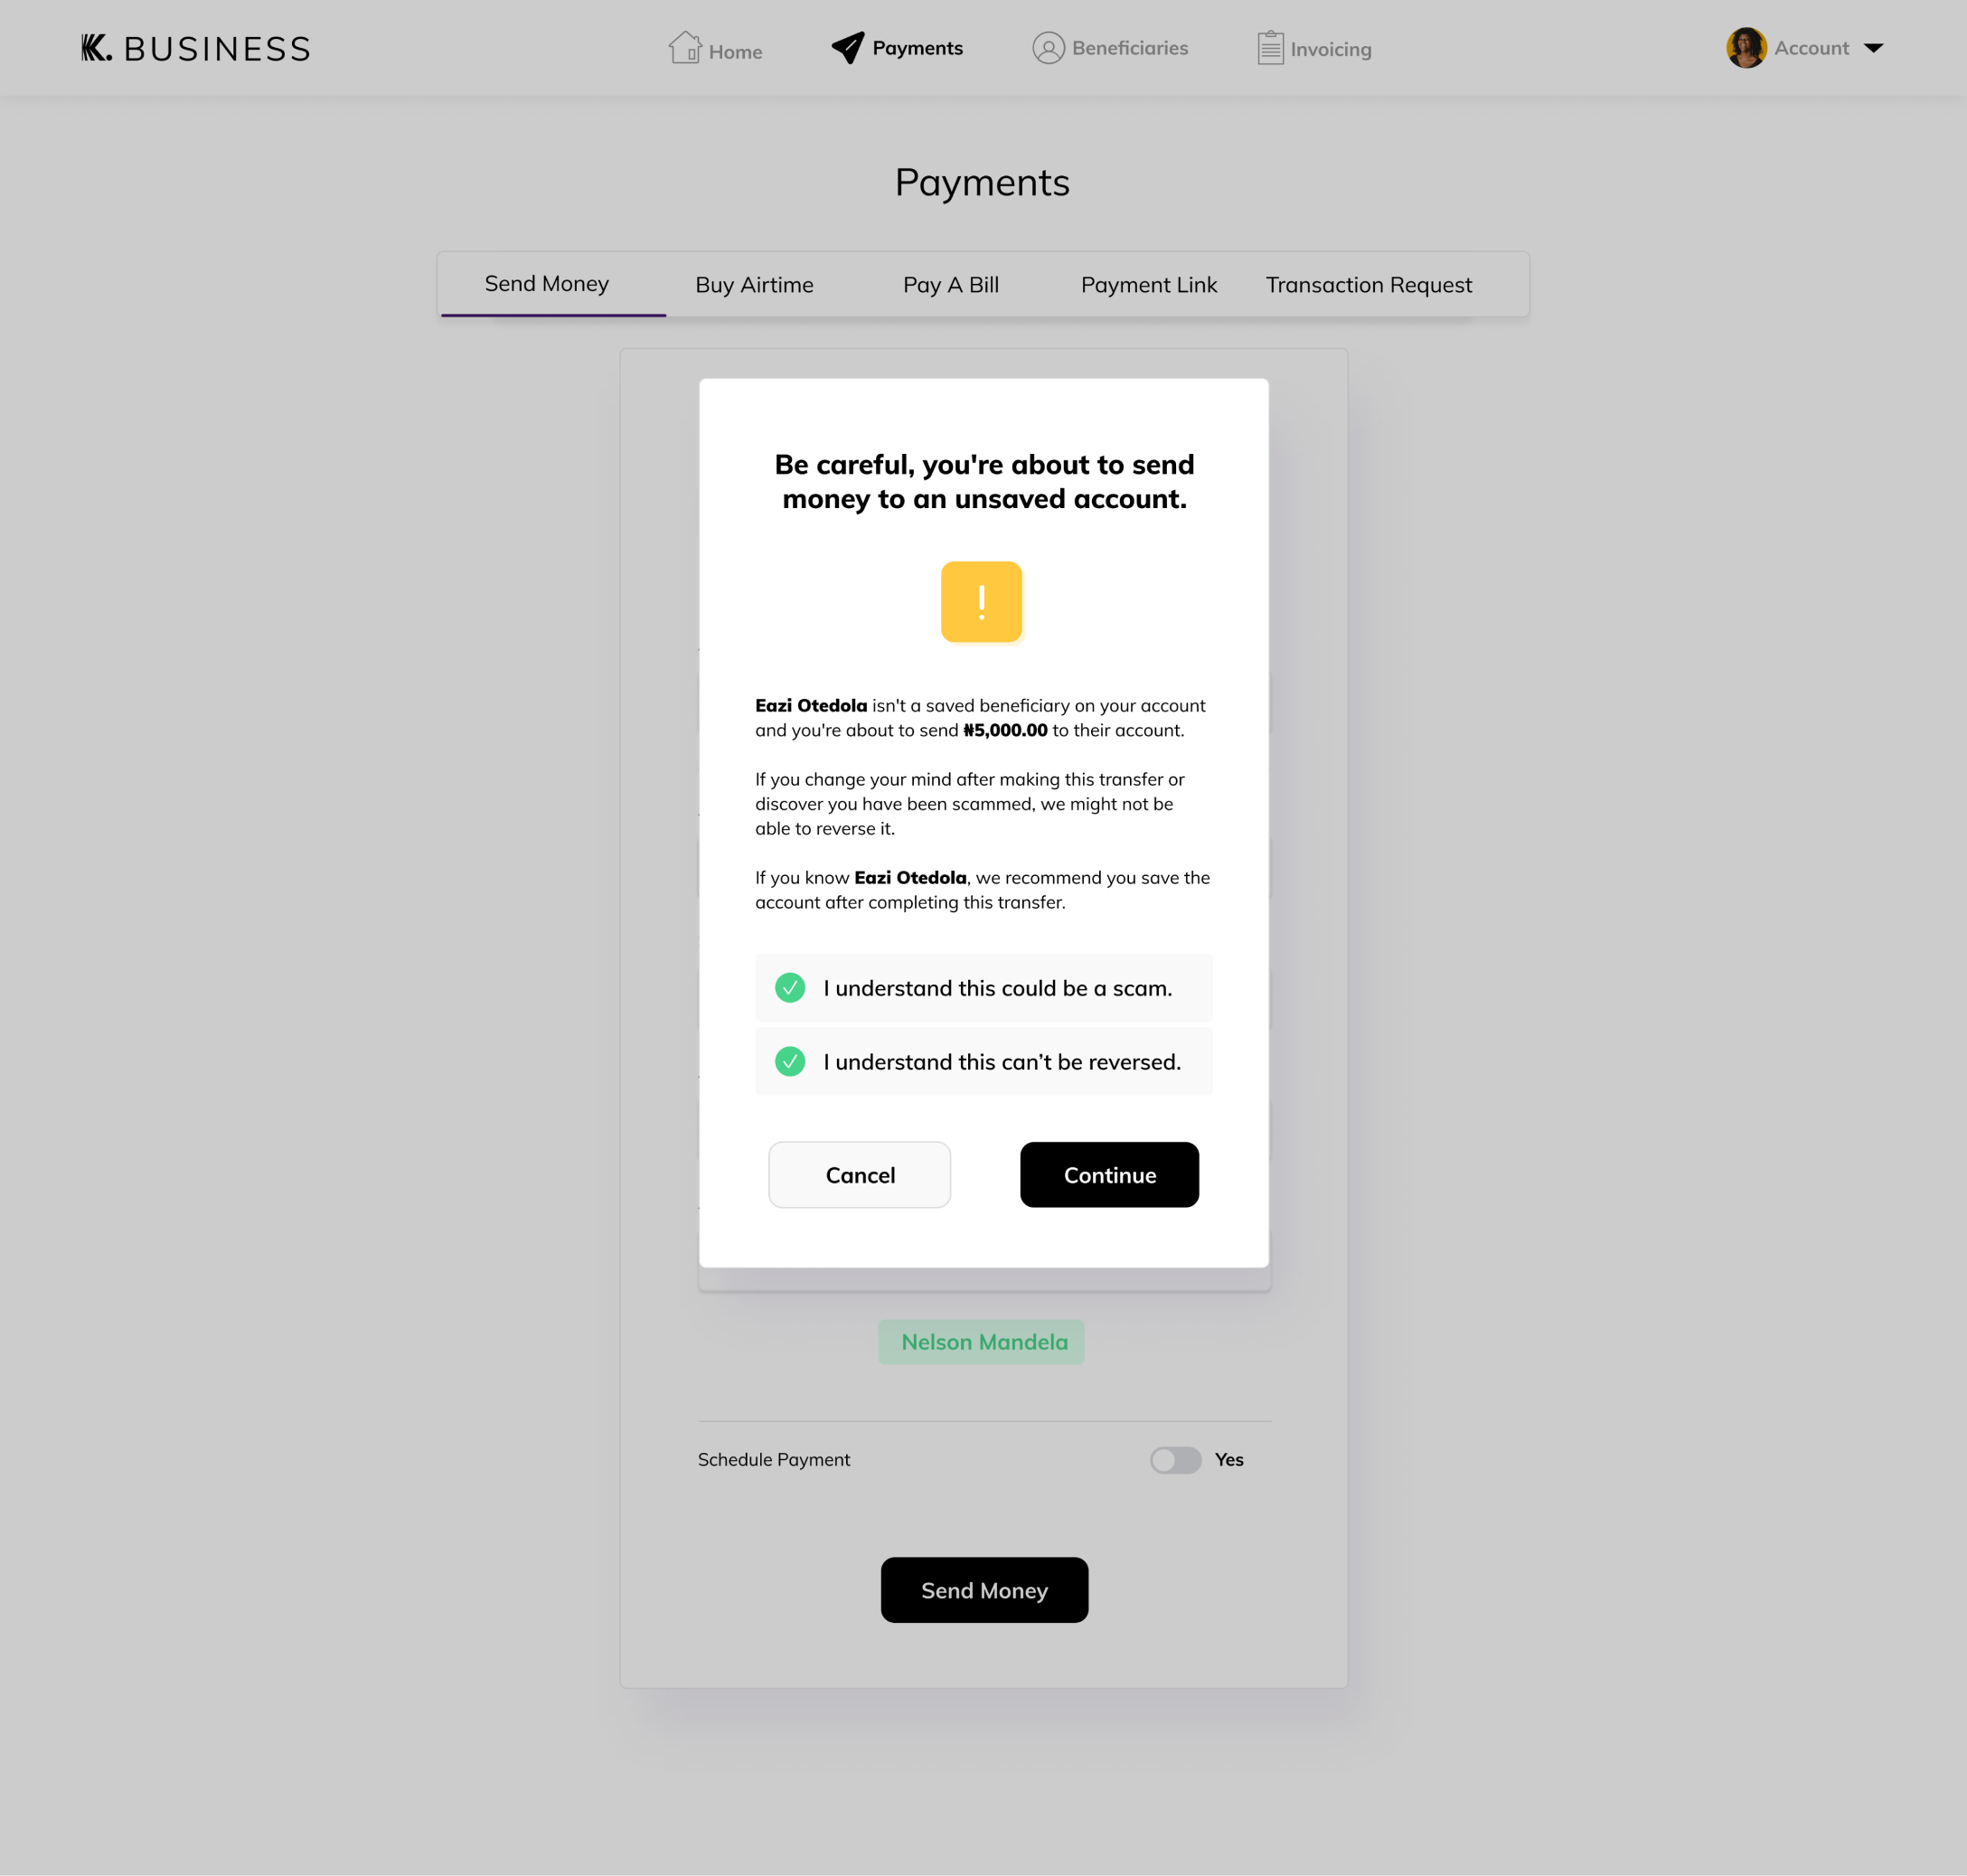 K. BUSINESS
Home
Payments
Beneficiaries
Invoicing
Account
Payments
Send Money
Buy Airtime
Pay A Bill
Payment Link
Transaction Request
Be careful, you're about to send
money to an unsaved account.
!
Eazi Otedola isn't a saved beneficiary on your account
and you're about to send ₦5,000.00 to their account.
If you change your mind after making this transfer or
discover you have been scammed, we might not be
able to reverse it.
If you know Eazi Otedola, we recommend you save the
account after completing this transfer.
I understand this could be a scam.
I understand this can’t be reversed.
Cancel
Continue
Nelson Mandela
Schedule Payment
Yes
Send Money